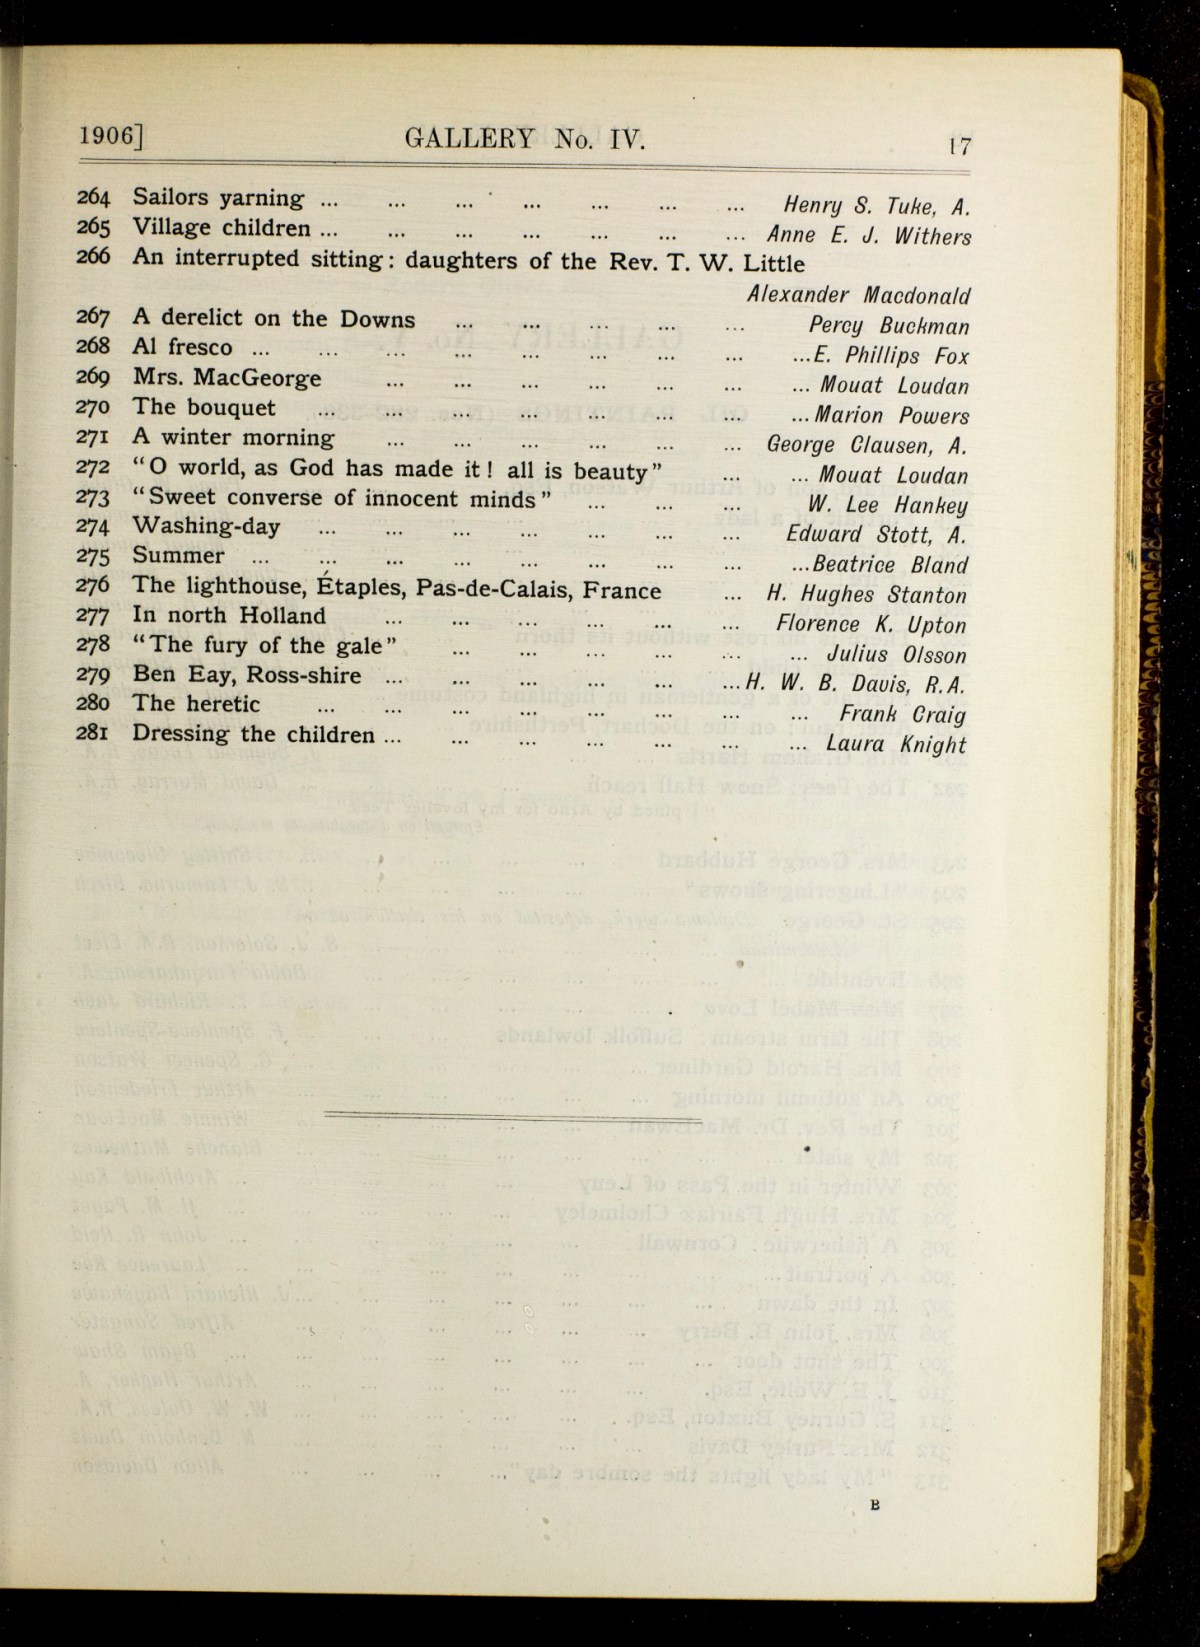 1906] GALLERY No. IV. 17
264 Sailors yarning ... ... ... ... ... ... ... Henry S. Tuke, A.
265 Village children ... ... ... ... ... ... ... Anne E. J. Withers
266 An interrupted sitting: daughters of the Rev. T. W. Little
Alexander Macdonald
267 A derelict on the Downs ... ... ... ... ... Percy Buckman
268 Al fresco ... ... ... ... ... ... ... ... ...E. Phillips Fox
269 Mrs. MacGeorge ... ... ... ... ... ... ... Mouat Loudan
270 The bouquet ... ... ... ... ... ... ... ...Marion Powers
271 A winter morning ... ... ... ... ... ... George Clausen, A.
272 "O world, as God has made it! all is beauty" ... ... Mouat Loudan
273 "Sweet converse of innocent minds" ... ... ... W. Lee Hankey
274 Washing-day ... ... ... ... ... ... ... Edward Stott, A.
275 Summer ... ... ... ... ... ... ... ... ...Beatrice Bland
276 The lighthouse, Étaples, Pas-de-Calais, France ... H. Hughes Stanton
277 In north Holland ... ... ... ... ... ... Florence K. Upton
278 "The fury of the gale" ... ... ... ... ... ... Julius Olsson
279 Ben Eay, Ross-shire ... ... ... ... ... ...H. W. B. Davis, R.A.
280 The heretic ... ... ... ... ... ... ... ... Frank Craig
281 Dressing the children ... ... ... ... ... ... ... Laura Knight
B